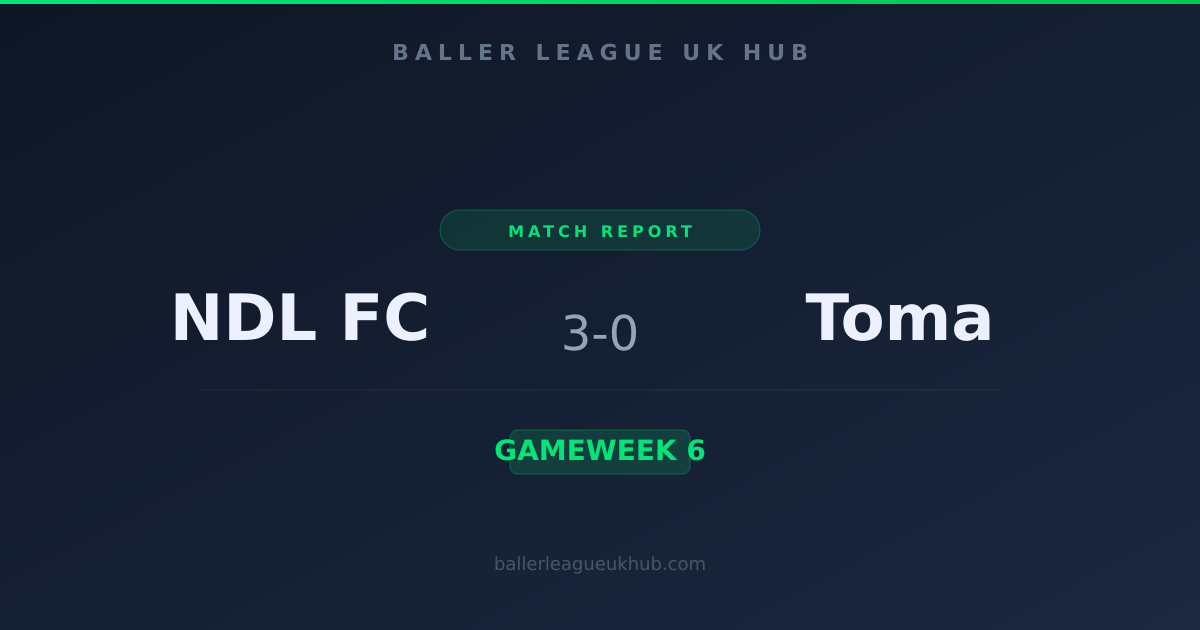 BALLER LEAGUE UK HUB
MATCH REPORT
NDL FC 3-0 Toma
GAMEWEEK 6
ballerleagueukhub.com